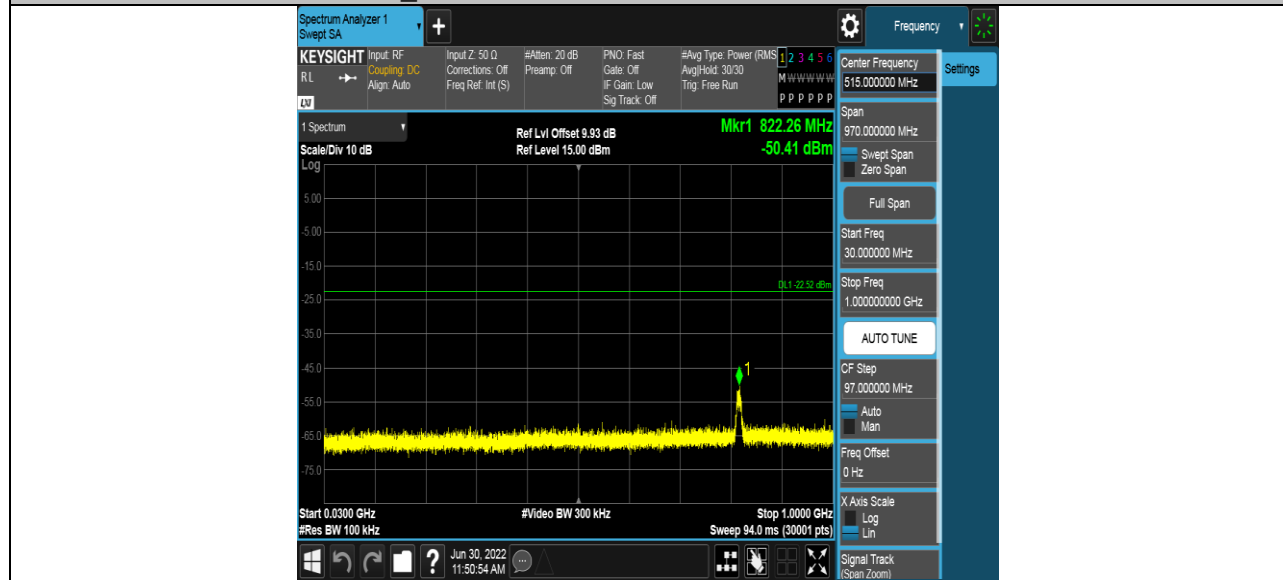 Spectrum Analyzer 1
Swept SA
+
Frequency
KEYSIGHT
RL
LXI
Input: RF
Coupling: DC
Align: Auto
Input Z: 50 Ω
Corrections: Off
Freq Ref: Int (S)
#Atten: 20 dB
Preamp: Off
PNO: Fast
Gate: Off
IF Gain: Low
Sig Track: Off
#Avg Type: Power (RMS
Avg|Hold: 30/30
Trig: Free Run
1 2 3 4 5 6
M W W W W W
P P P P P P
Center Frequency
515.000000 MHz
Settings
1 Spectrum
Scale/Div 10 dB
Log
Ref Lvl Offset 9.93 dB
Ref Level 15.00 dBm
Mkr1 822.26 MHz
-50.41 dBm
Span
970.000000 MHz
Swept Span
Zero Span
Full Span
Start Freq
30.000000 MHz
Stop Freq
1.000000000 GHz
AUTO TUNE
CF Step
97.000000 MHz
Auto
Man
Freq Offset
0 Hz
X Axis Scale
Log
Lin
Signal Track
(Span Zoom)
5.00
-5.00
-15.0
DL1 -22.52 dBm
-25.0
-35.0
-45.0
1
-55.0
-65.0
-75.0
Start 0.0300 GHz
#Res BW 100 kHz
#Video BW 300 kHz
Stop 1.0000 GHz
Sweep 94.0 ms (30001 pts)
?
Jun 30, 2022
11:50:54 AM